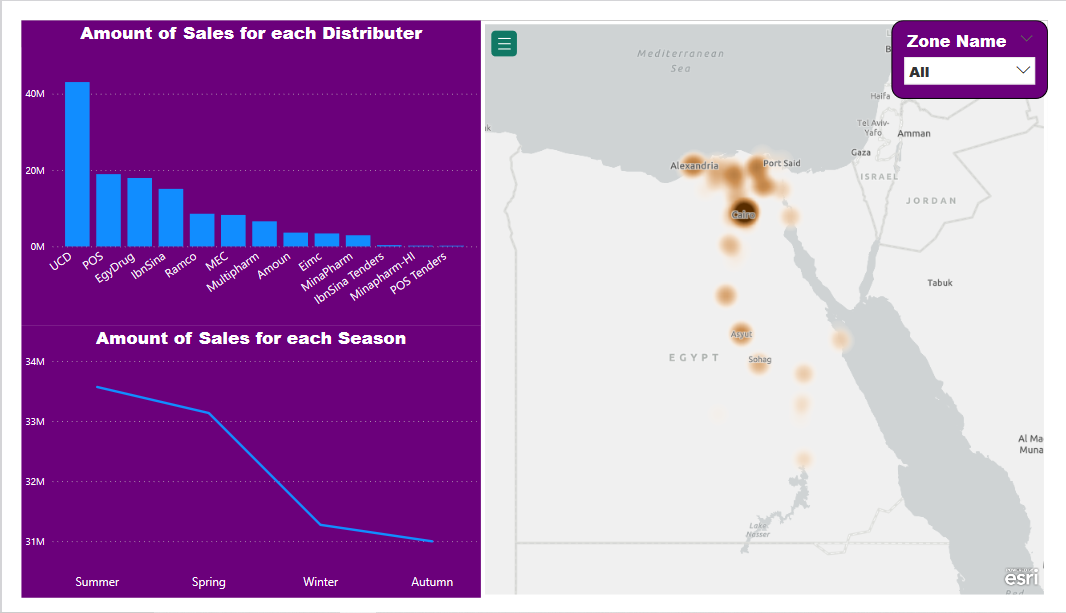 Amount of Sales for each Distributer
40M
20M
0M
UCD
POS
EgyDrug
IbnSina
Ramco
MEC
Multipharm
Amoun
Eimc
MinaPharm
IbnSina Tenders
Minapharm-HI
POS Tenders
Amount of Sales for each Season
34M
33M
32M
31M
Summer
Spring
Winter
Autumn
Zone Name
All
Mediterranean
Sea
Haifa
Tel Aviv-
Yafo
Amman
Gaza
ISRAEL
JORDAN
Alexandria
Port Said
Cairo
Tabuk
Asyut
Sohag
EGYPT
Al Ma
Muna
Lake
Nasser
esri
Red